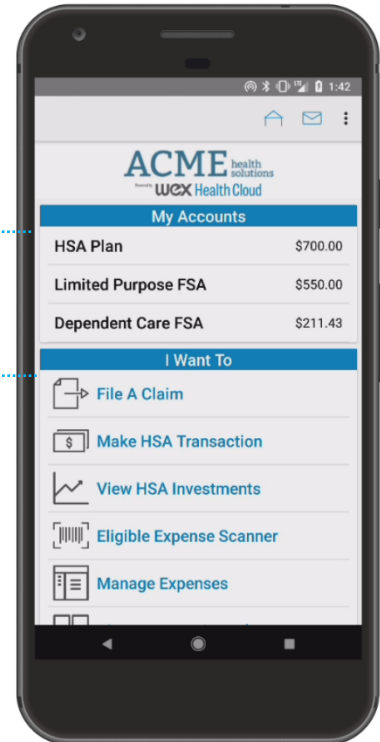 1:42
ACME health solutions
Powered by WEX Health Cloud
My Accounts
HSA Plan $700.00
Limited Purpose FSA $550.00
Dependent Care FSA $211.43
I Want To
File A Claim
Make HSA Transaction
View HSA Investments
Eligible Expense Scanner
Manage Expenses